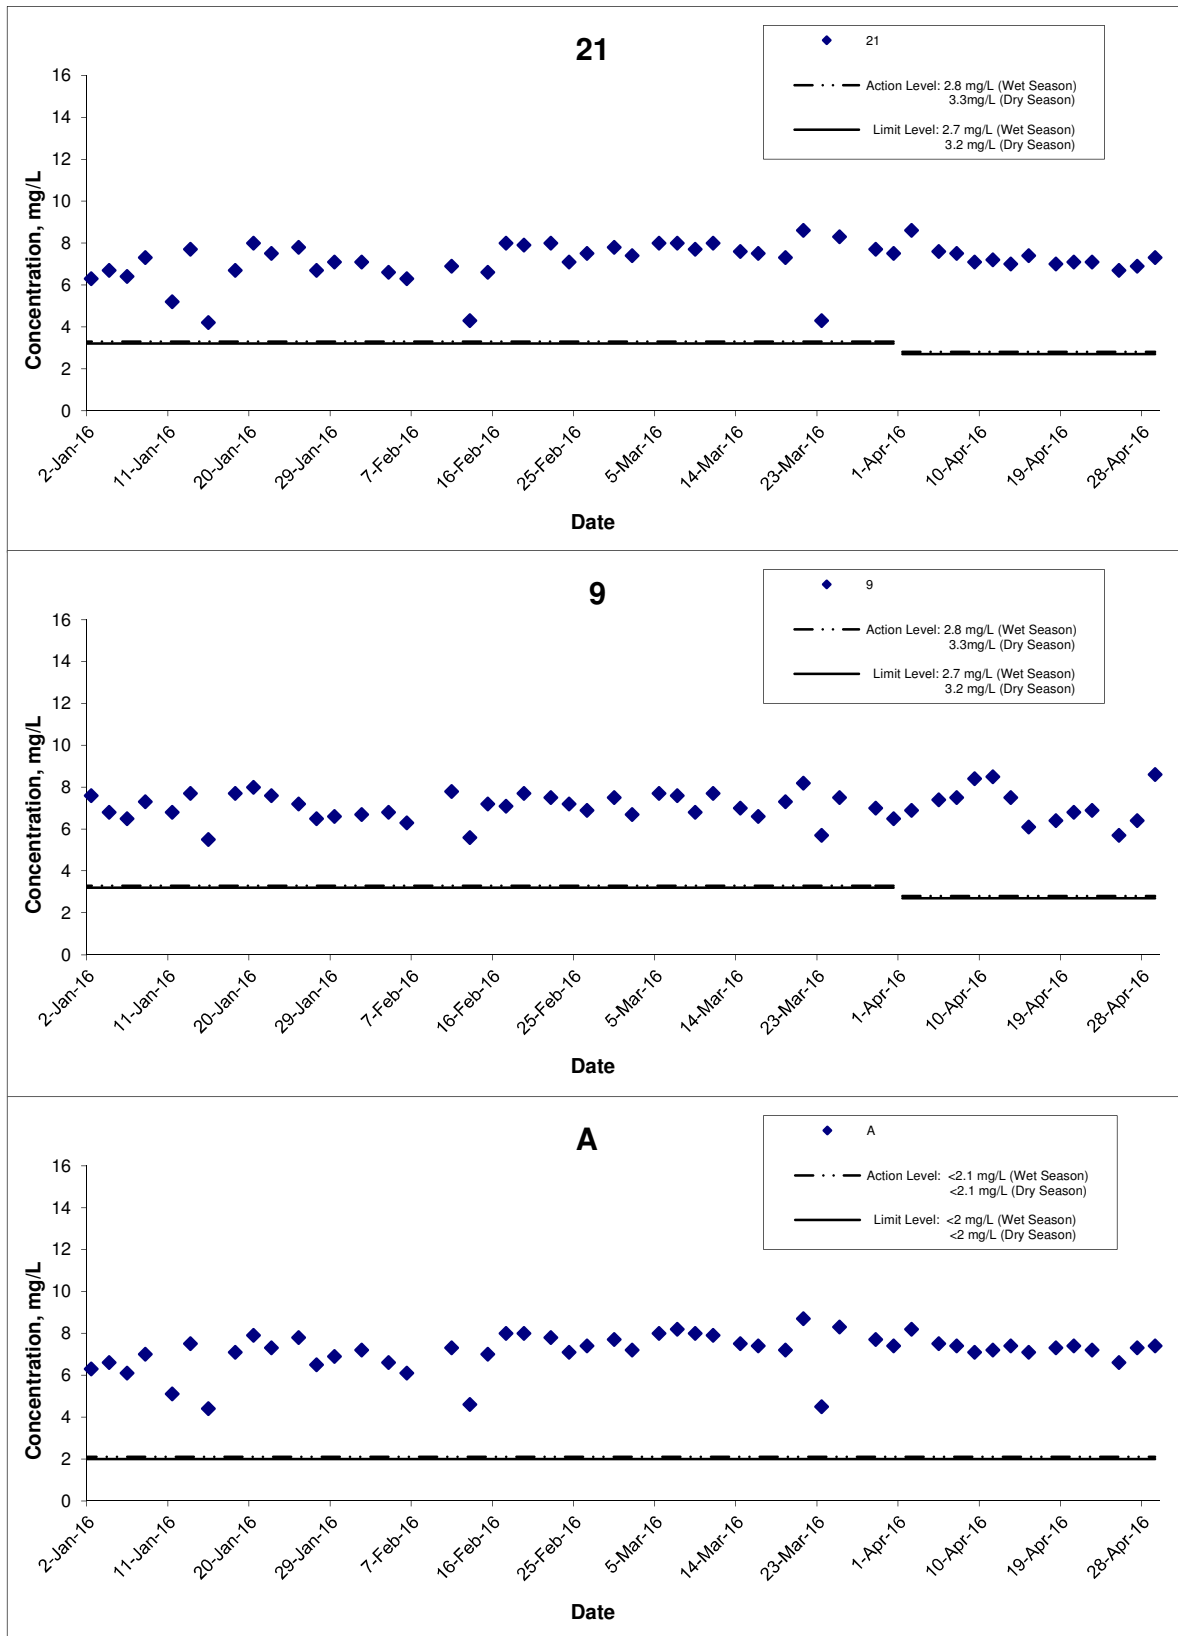 21
21
Action Level: 2.8 mg/L (Wet Season)
3.3mg/L (Dry Season)
Limit Level: 2.7 mg/L (Wet Season)
3.2 mg/L (Dry Season)
Concentration, mg/L
16
14
12
10
8
6
4
2
0
2-Jan-16
11-Jan-16
20-Jan-16
29-Jan-16
7-Feb-16
16-Feb-16
25-Feb-16
5-Mar-16
14-Mar-16
23-Mar-16
1-Apr-16
10-Apr-16
19-Apr-16
28-Apr-16
Date
9
9
Action Level: 2.8 mg/L (Wet Season)
3.3mg/L (Dry Season)
Limit Level: 2.7 mg/L (Wet Season)
3.2 mg/L (Dry Season)
Concentration, mg/L
16
14
12
10
8
6
4
2
0
2-Jan-16
11-Jan-16
20-Jan-16
29-Jan-16
7-Feb-16
16-Feb-16
25-Feb-16
5-Mar-16
14-Mar-16
23-Mar-16
1-Apr-16
10-Apr-16
19-Apr-16
28-Apr-16
Date
A
A
Action Level: <2.1 mg/L (Wet Season)
<2.1 mg/L (Dry Season)
Limit Level: <2 mg/L (Wet Season)
<2 mg/L (Dry Season)
Concentration, mg/L
16
14
12
10
8
6
4
2
0
2-Jan-16
11-Jan-16
20-Jan-16
29-Jan-16
7-Feb-16
16-Feb-16
25-Feb-16
5-Mar-16
14-Mar-16
23-Mar-16
1-Apr-16
10-Apr-16
19-Apr-16
28-Apr-16
Date